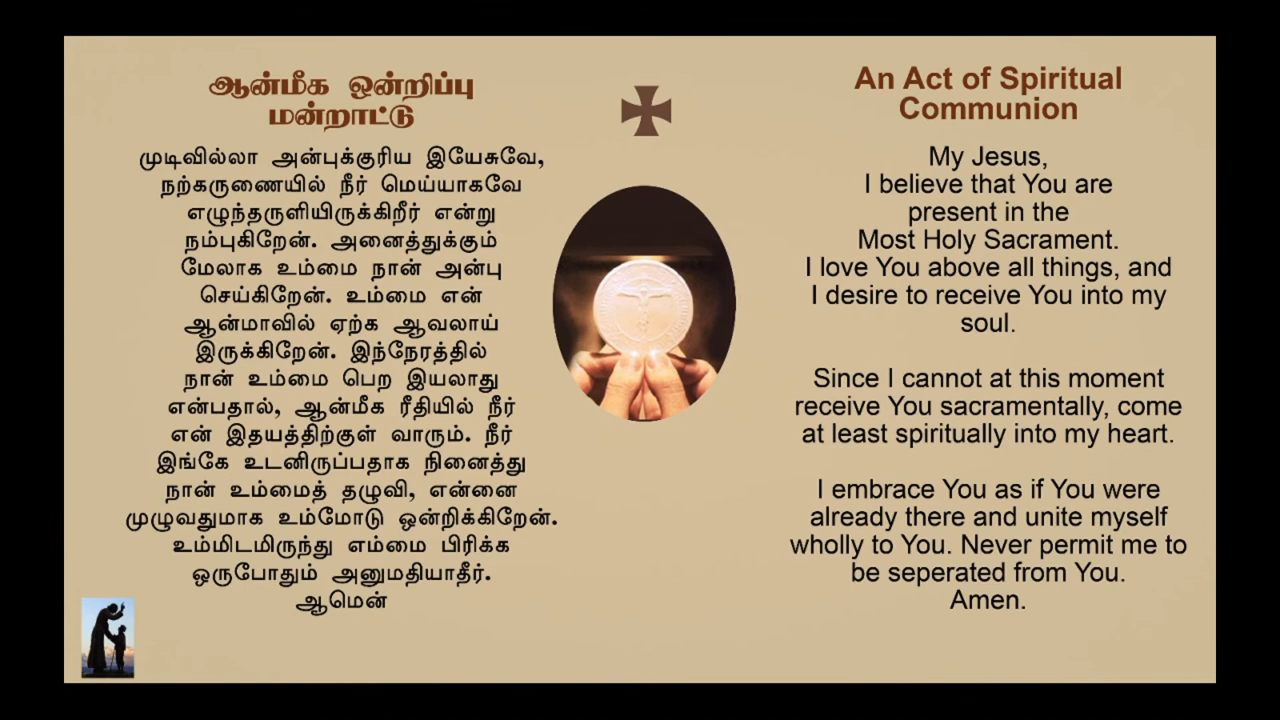 ஆன்மீக ஒன்றிப்பு
மன்றாட்டு
முடிவில்லா அன்புக்குரிய இயேசுவே,
நற்கருணையில் நீர் மெய்யாகவே
எழுந்தருளியிருக்கிறீர் என்று
நம்புகிறேன். அனைத்துக்கும்
மேலாக உம்மை நான் அன்பு
செய்கிறேன். உம்மை என்
ஆன்மாவில் ஏற்க ஆவலாய்
இருக்கிறேன். இந்நேரத்தில்
நான் உம்மை பெற இயலாது
என்பதால், ஆன்மீக ரீதியில் நீர்
என் இதயத்திற்குள் வாரும். நீர்
இங்கே உடனிருப்பதாக நினைத்து
நான் உம்மைத் தழுவி, என்னை
முழுவதுமாக உம்மோடு ஒன்றிக்கிறேன்.
உம்மிடமிருந்து எம்மை பிரிக்க
ஒருபோதும் அனுமதியாதீர்.
ஆமென்
An Act of Spiritual
Communion
My Jesus,
I believe that You are
present in the
Most Holy Sacrament.
I love You above all things, and
I desire to receive You into my
soul.
Since I cannot at this moment
receive You sacramentally, come
at least spiritually into my heart.
I embrace You as if You were
already there and unite myself
wholly to You. Never permit me to
be seperated from You.
Amen.